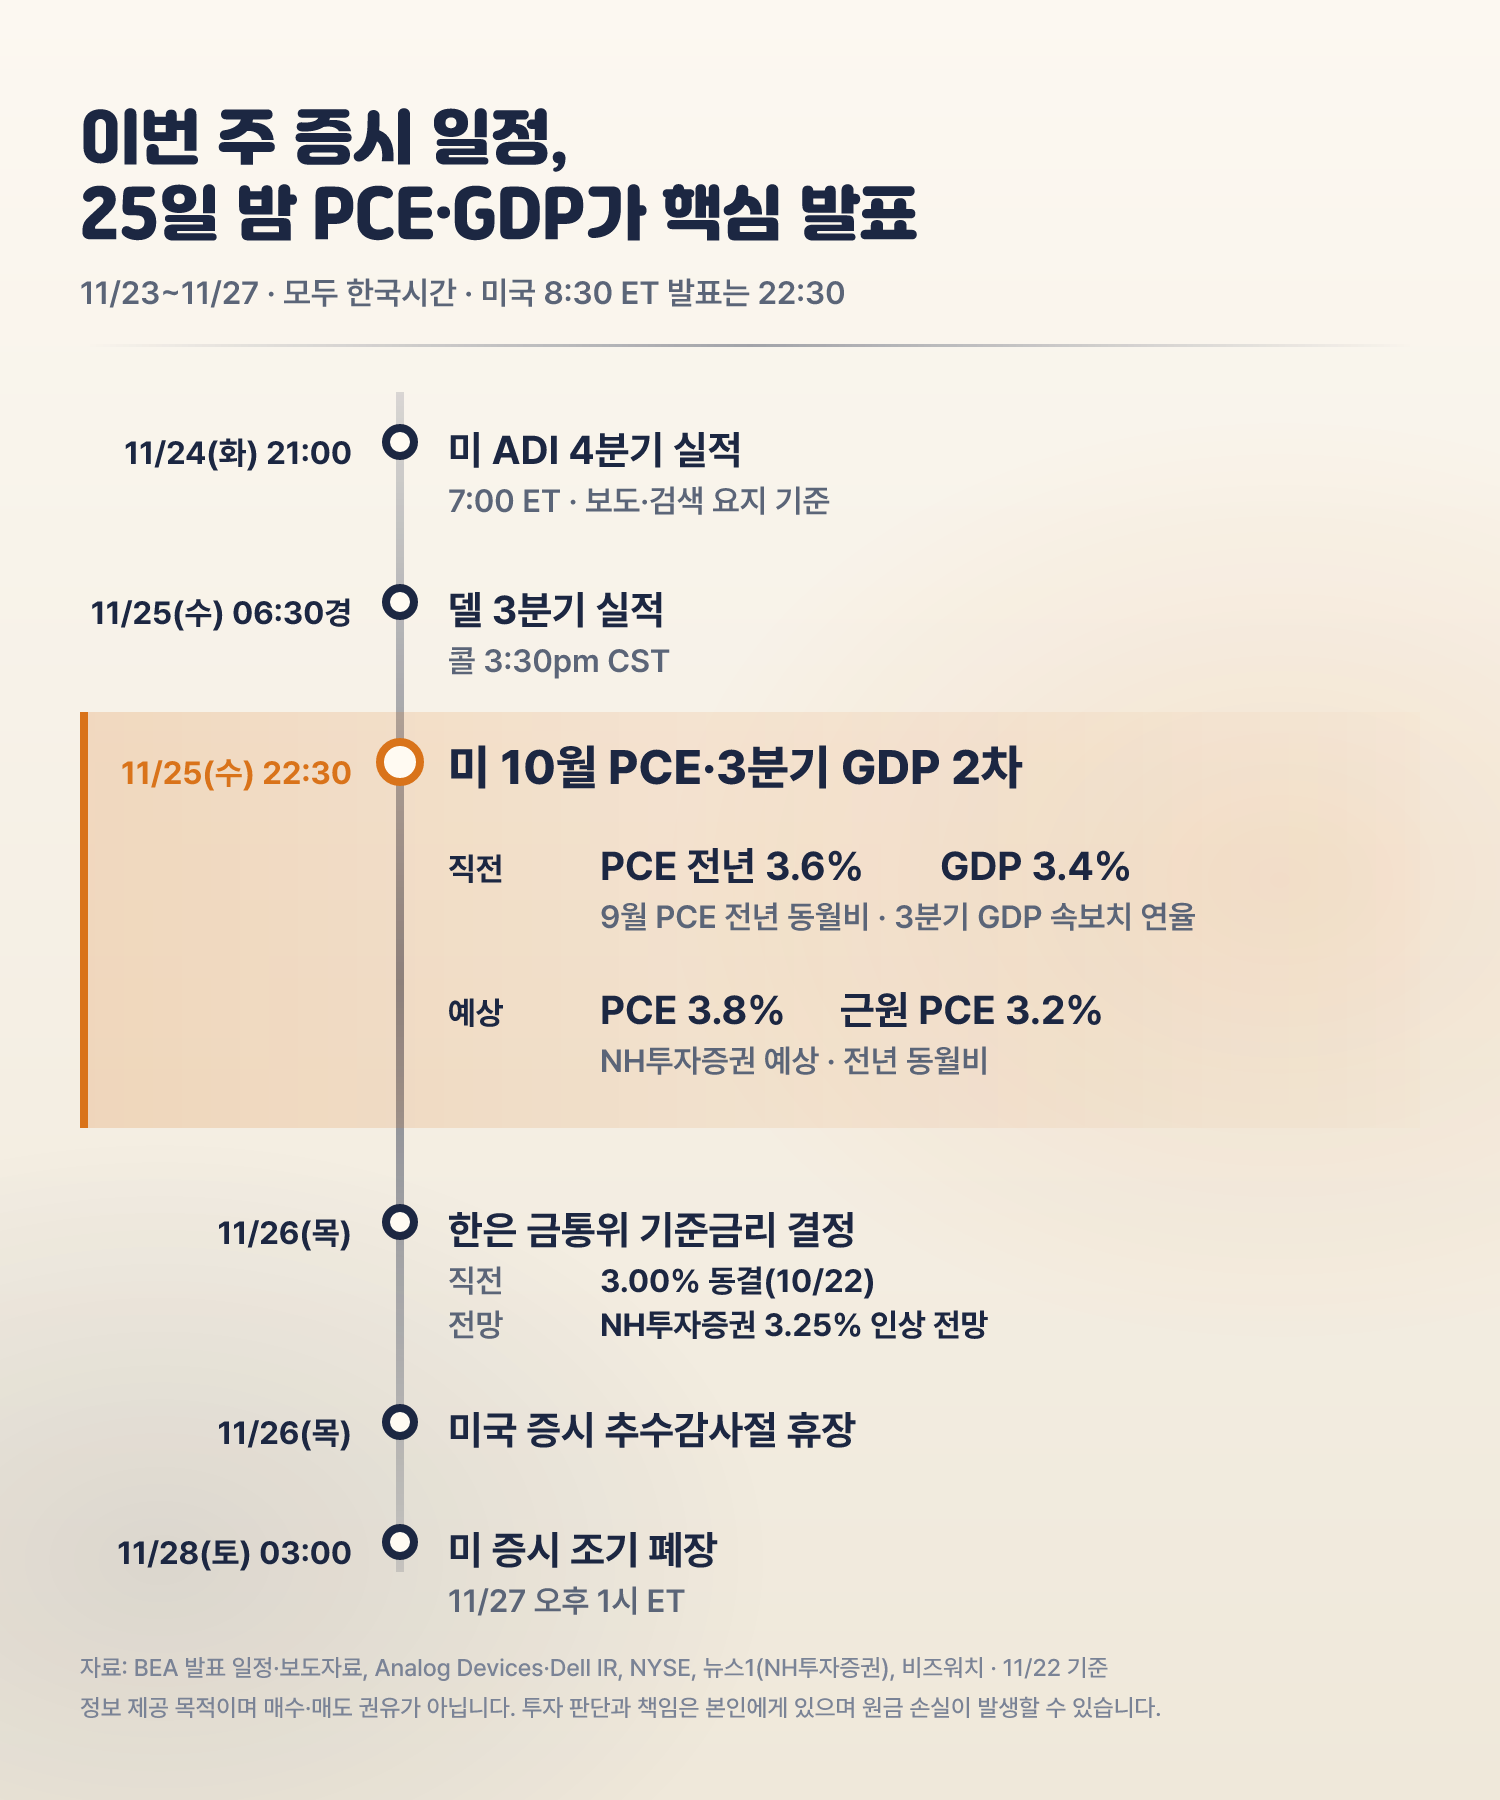 이번 주 증시 일정,
25일 밤 PCE·GDP가 핵심 발표
11/23~11/27 · 모두 한국시간 · 미국 8:30 ET 발표는 22:30
11/24(화) 21:00
미 ADI 4분기 실적
7:00 ET · 보도·검색 요지 기준
11/25(수) 06:30경
델 3분기 실적
콜 3:30pm CST
11/25(수) 22:30
미 10월 PCE·3분기 GDP 2차
직전 PCE 전년 3.6% GDP 3.4%
9월 PCE 전년 동월비 · 3분기 GDP 속보치 연율
예상 PCE 3.8% 근원 PCE 3.2%
NH투자증권 예상 · 전년 동월비
11/26(목)
한은 금통위 기준금리 결정
직전 3.00% 동결(10/22)
전망 NH투자증권 3.25% 인상 전망
11/26(목)
미국 증시 추수감사절 휴장
11/28(토) 03:00
미 증시 조기 폐장
11/27 오후 1시 ET
자료: BEA 발표 일정·보도자료, Analog Devices·Dell IR, NYSE, 뉴스1(NH투자증권), 비즈워치 · 11/22 기준
정보 제공 목적이며 매수·매도 권유가 아닙니다. 투자 판단과 책임은 본인에게 있으며 원금 손실이 발생할 수 있습니다.